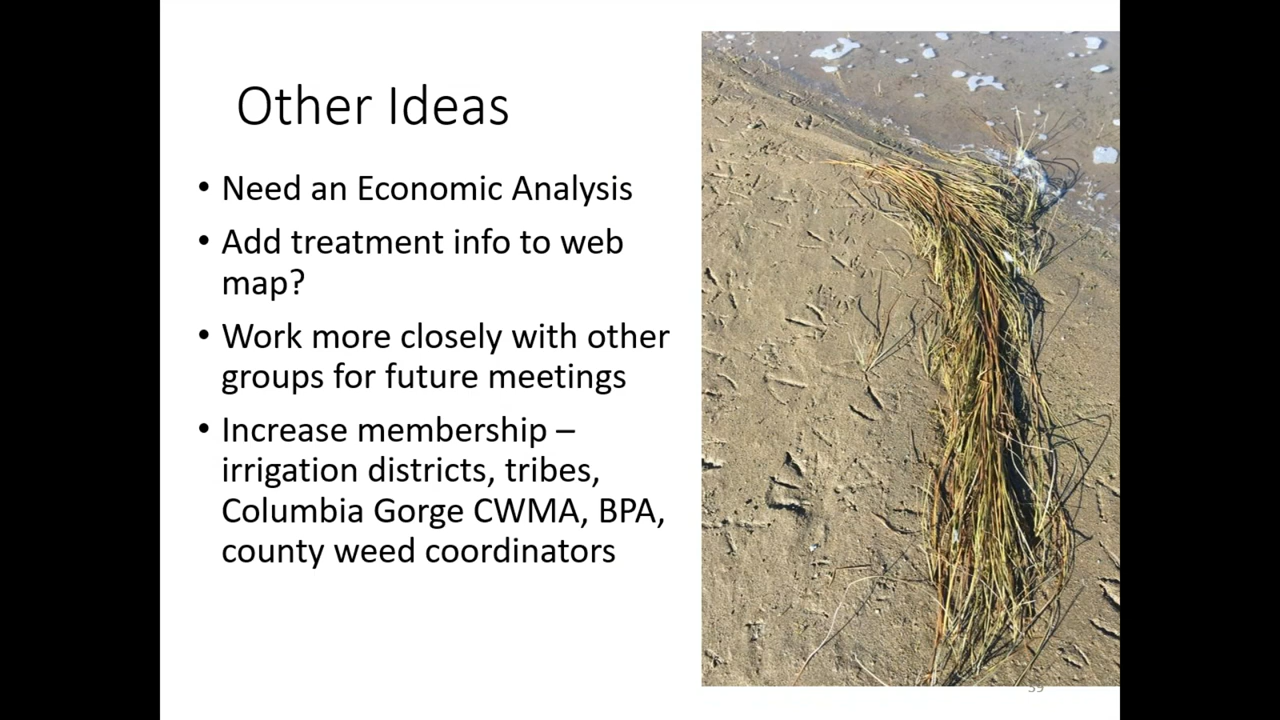 Other Ideas
• Need an Economic Analysis
• Add treatment info to web
map?
• Work more closely with other
groups for future meetings
• Increase membership –
irrigation districts, tribes,
Columbia Gorge CWMA, BPA,
county weed coordinators